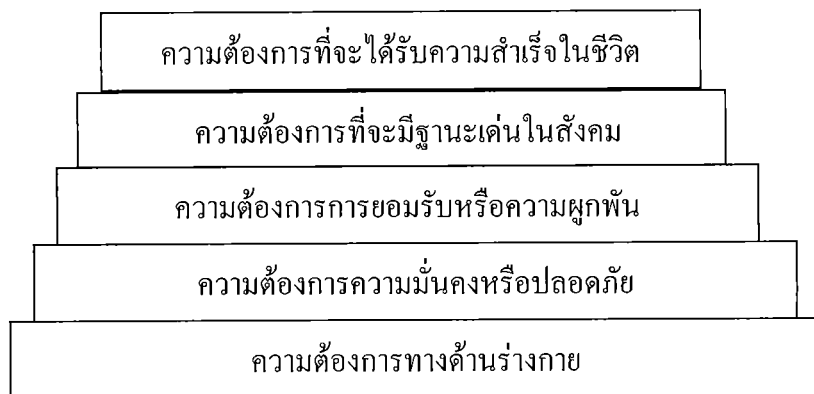 ความต้องการที่จะได้รับความสำเร็จในชีวิต
ความต้องการที่จะมีฐานะเด่นในสังคม
ความต้องการการยอมรับหรือความผูกพัน
ความต้องการความมั่นคงหรือปลอดภัย
ความต้องการทางด้านร่างกาย